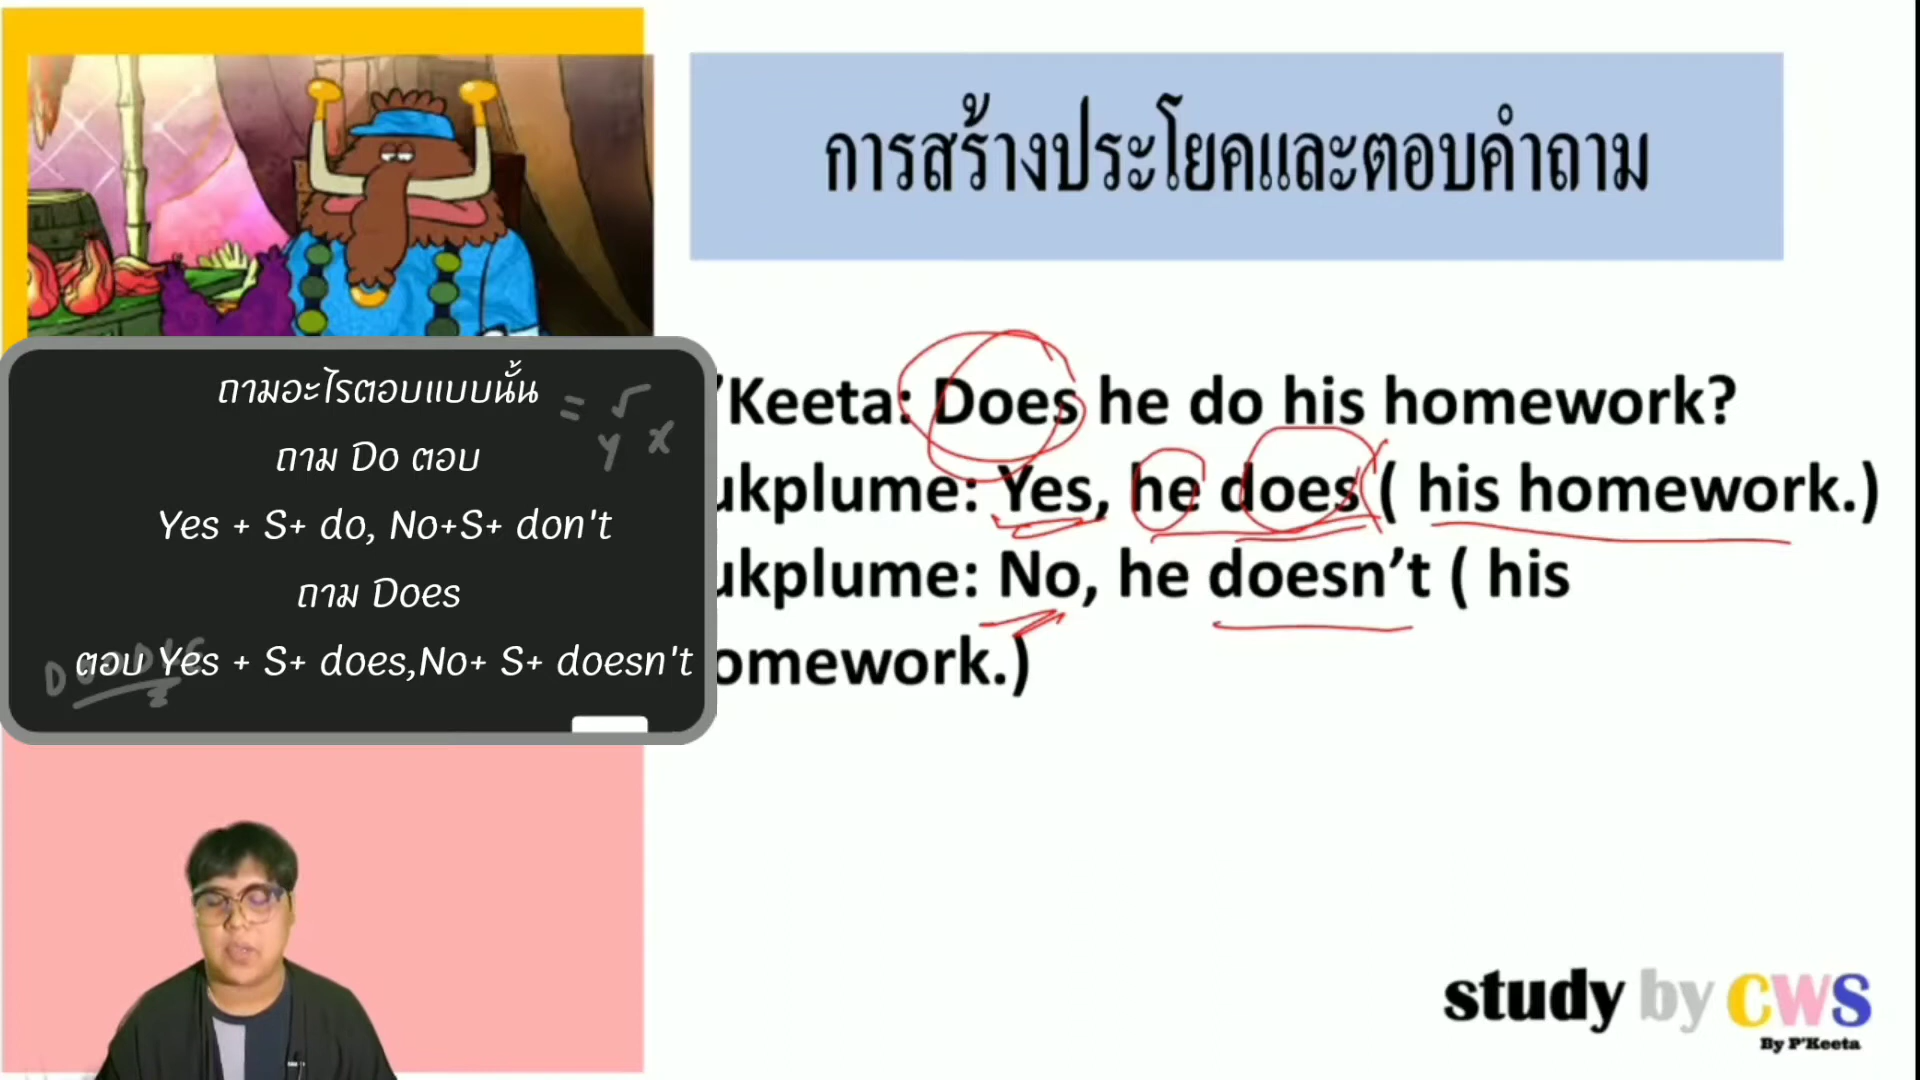 การสร้างประโยคและตอบคำถาม
'Keeta: Does he do his homework?
ukplume: Yes, he does ( his homework.)
ukplume: No, he doesn't ( his
omework.)
ถามอะไรตอบแบบนั้น
ถาม Do ตอบ
Yes + S+ do, No+S+ don't
ถาม Does
ตอบ Yes + S+ does,No+ S+ doesn't
= √
y x
DOODLE
study by CWS
By P'Keeta